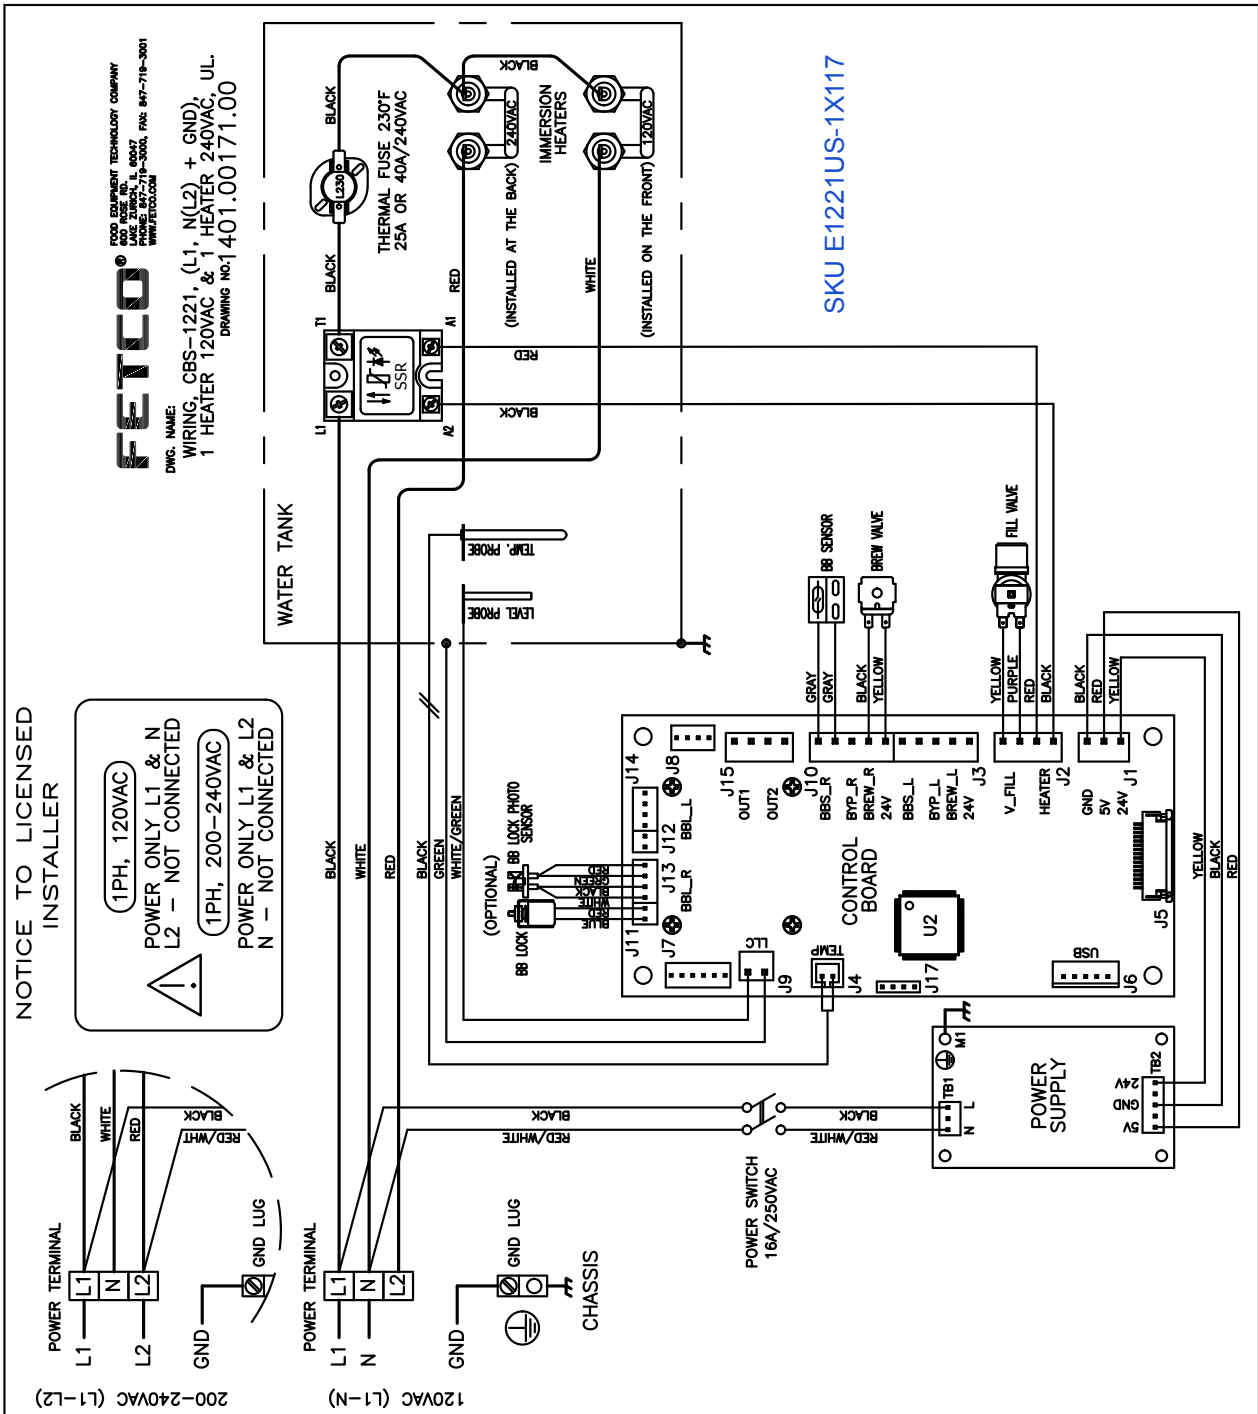 FETCO®
FOOD EQUIPMENT TECHNOLOGY COMPANY
600 ROSE RD.
LAKE ZURICH, IL 60047
PHONE: 847-719-3000, FAX: 847-719-3001
WWW.FETCO.COM
DWG. NAME:
WIRING, CBS-1221, (L1, N(L2) + GND),
1 HEATER 120VAC & 1 HEATER 240VAC, UL.
DRAWING NO: 1401.00171.00
NOTICE TO LICENSED
INSTALLER
1PH, 120VAC
POWER ONLY L1 & N
L2 – NOT CONNECTED
1PH, 200-240VAC
POWER ONLY L1 & L2
N – NOT CONNECTED
200-240VAC (L1-L2)
POWER TERMINAL
L1
L2
GND
L1
N
L2
GND LUG
BLACK
WHITE
RED
BLACK
RED/WHT
120VAC (L1-N)
POWER TERMINAL
L1
N
GND
L1
N
L2
GND LUG
CHASSIS
BLACK
WHITE
RED
BLACK
GREEN
WHITE/GREEN
BLACK
RED/WHITE
POWER SWITCH
16A/250VAC
BLACK
RED/WHITE
WATER TANK
LEVEL PROBE
TEMP. PROBE
L1
T1
SSR
A2
A1
BLACK
RED
BLACK
L230
BLACK
THERMAL FUSE 230°F
25A OR 40A/240VAC
RED
(INSTALLED AT THE BACK)
240VAC
BLACK
IMMERSION
HEATERS
WHITE
(INSTALLED ON THE FRONT)
120VAC
SKU E1221US-1X117
(OPTIONAL)
BB LOCK
BB LOCK PHOTO
SENSOR
BLUE
RED
WHITE
BLACK
GREEN
RED
J11
J13
BBL_R
J12
J14
BBL_L
J7
J8
J15
OUT1
OUT2
LLC
J9
TEMP
J4
J17
U2
CONTROL
BOARD
USB
J6
J5
J10
BBS_R
BYP_R
BREW_R
24V
BBS_L
BYP_L
BREW_L
24V
J3
V_FILL
HEATER
J2
GND
5V
24V
J1
GRAY
GRAY
BB SENSOR
BLACK
YELLOW
BREW VALVE
YELLOW
PURPLE
RED
BLACK
FILL VALVE
BLACK
RED
YELLOW
YELLOW
BLACK
RED
M1
TB1
L
N
POWER
SUPPLY
TB2
24V
GND
5V